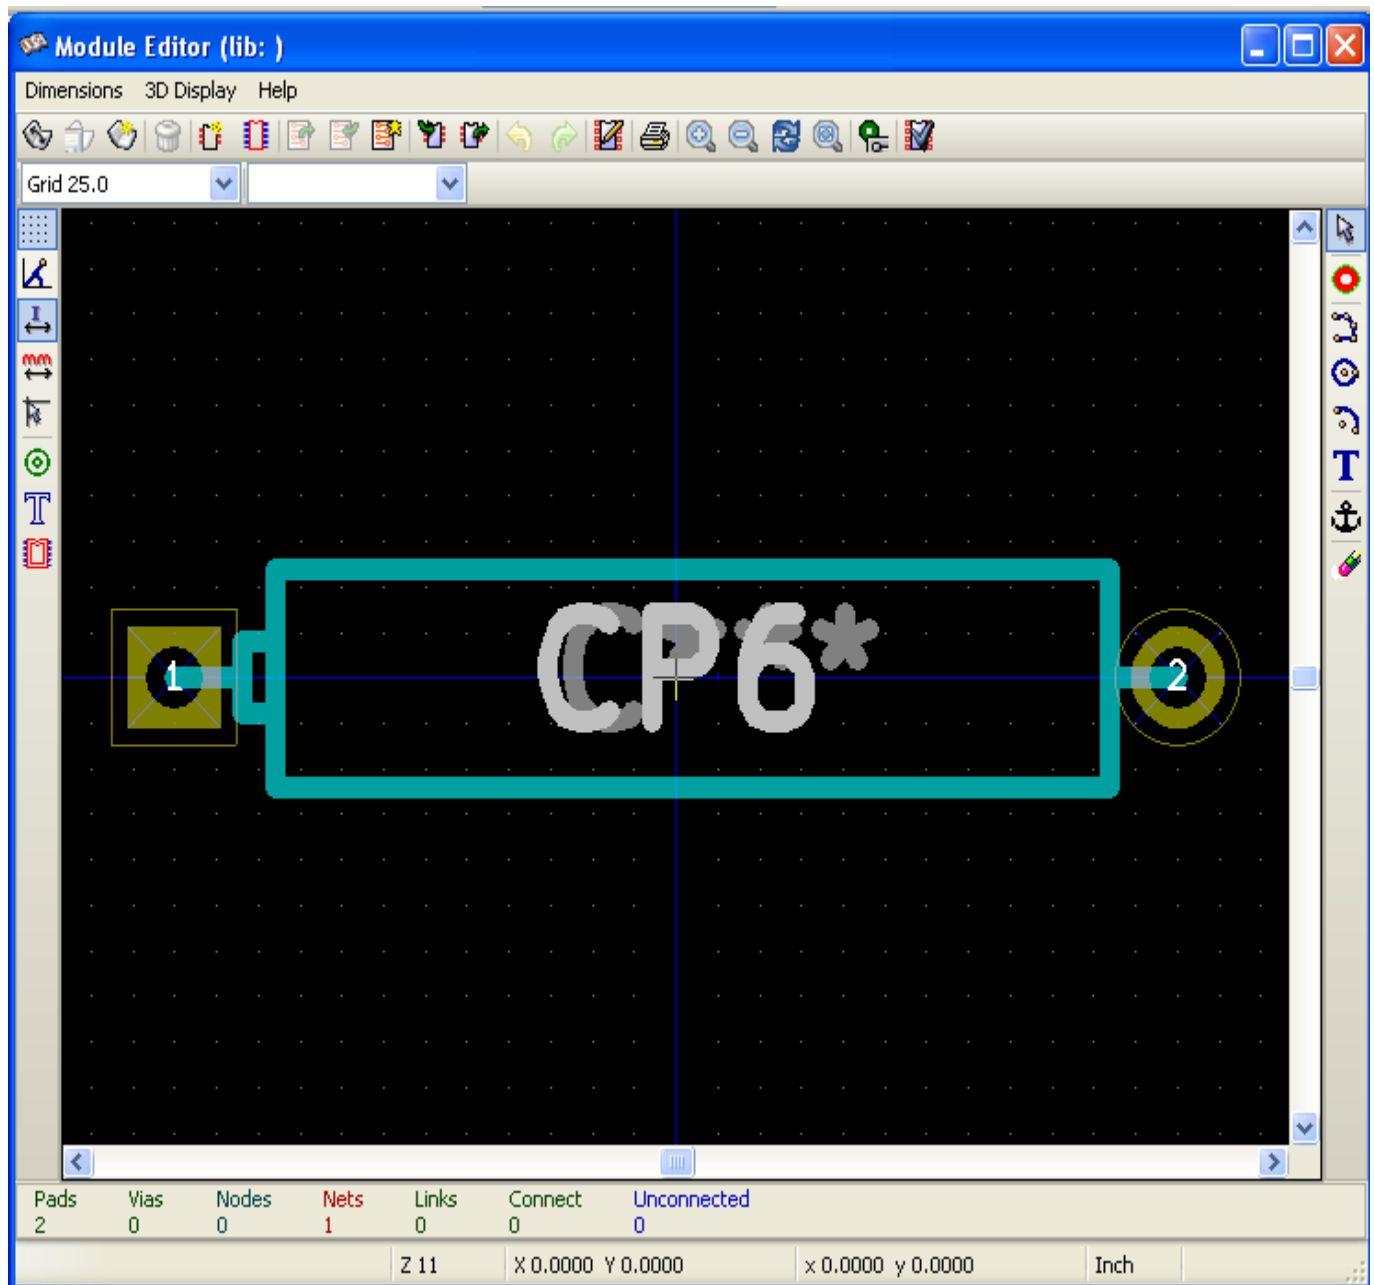 Module Editor (lib: )
Dimensions 3D Display Help
Grid 25.0
mm
CP6*
1
2
T
T
Pads Vias Nodes Nets Links Connect Unconnected
2 0 0 1 0 0 0
Z 11 X 0.0000 Y 0.0000 x 0.0000 y 0.0000 Inch